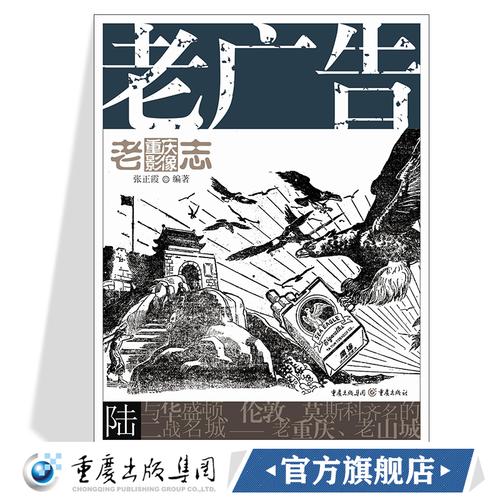 老广告
老重庆影像志
张正霞 编著
EAGLE
Cigarettes
陆
与华盛顿 伦敦 莫斯科齐名的
二战名城——老重庆、老山城
重庆出版集团 重庆出版社
重庆出版集团
CHONGQING PUBLISHING GROUP CO.,LTD.
官方旗舰店